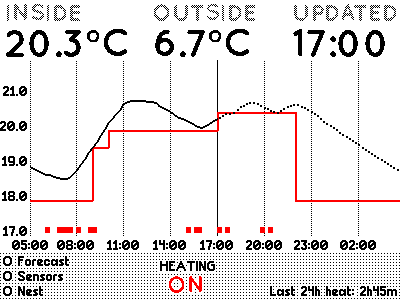 INSIDE OUTSIDE UPDATED
20.3°C 6.7°C 17:00
21.0
20.0
19.0
18.0
17.0
05:00 08:00 11:00 14:00 17:00 20:00 23:00 02:00
O Forecast
O Sensors
O Nest
HEATING
ON
Last 24h heat: 2h45m